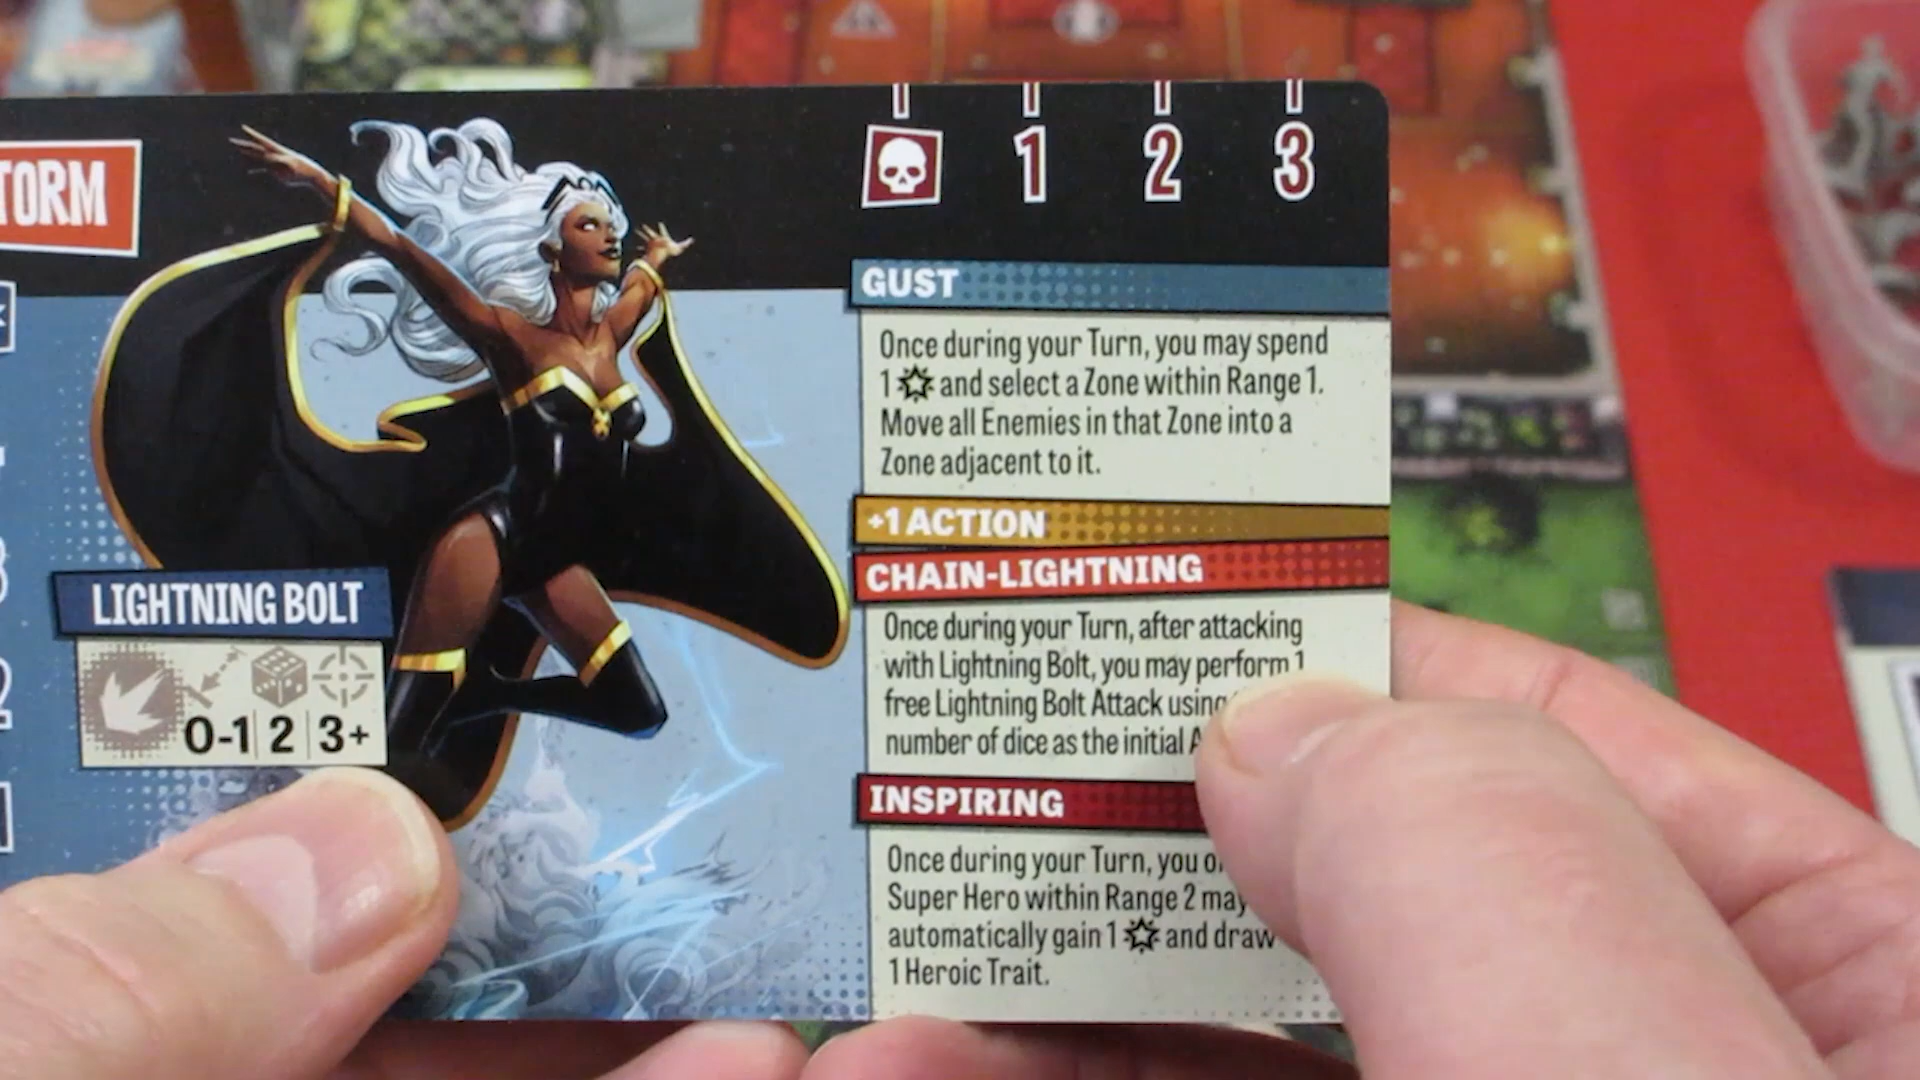 TORM
1 2 3
GUST
Once during your Turn, you may spend
1 and select a Zone within Range 1.
Move all Enemies in that Zone into a
Zone adjacent to it.
+1 ACTION
CHAIN-LIGHTNING
Once during your Turn, after attacking
with Lightning Bolt, you may perform 1
free Lightning Bolt Attack using
number of dice as the initial A
INSPIRING
Once during your Turn, you o
Super Hero within Range 2 may
automatically gain 1 and draw
1 Heroic Trait.
LIGHTNING BOLT
0-1 2 3+